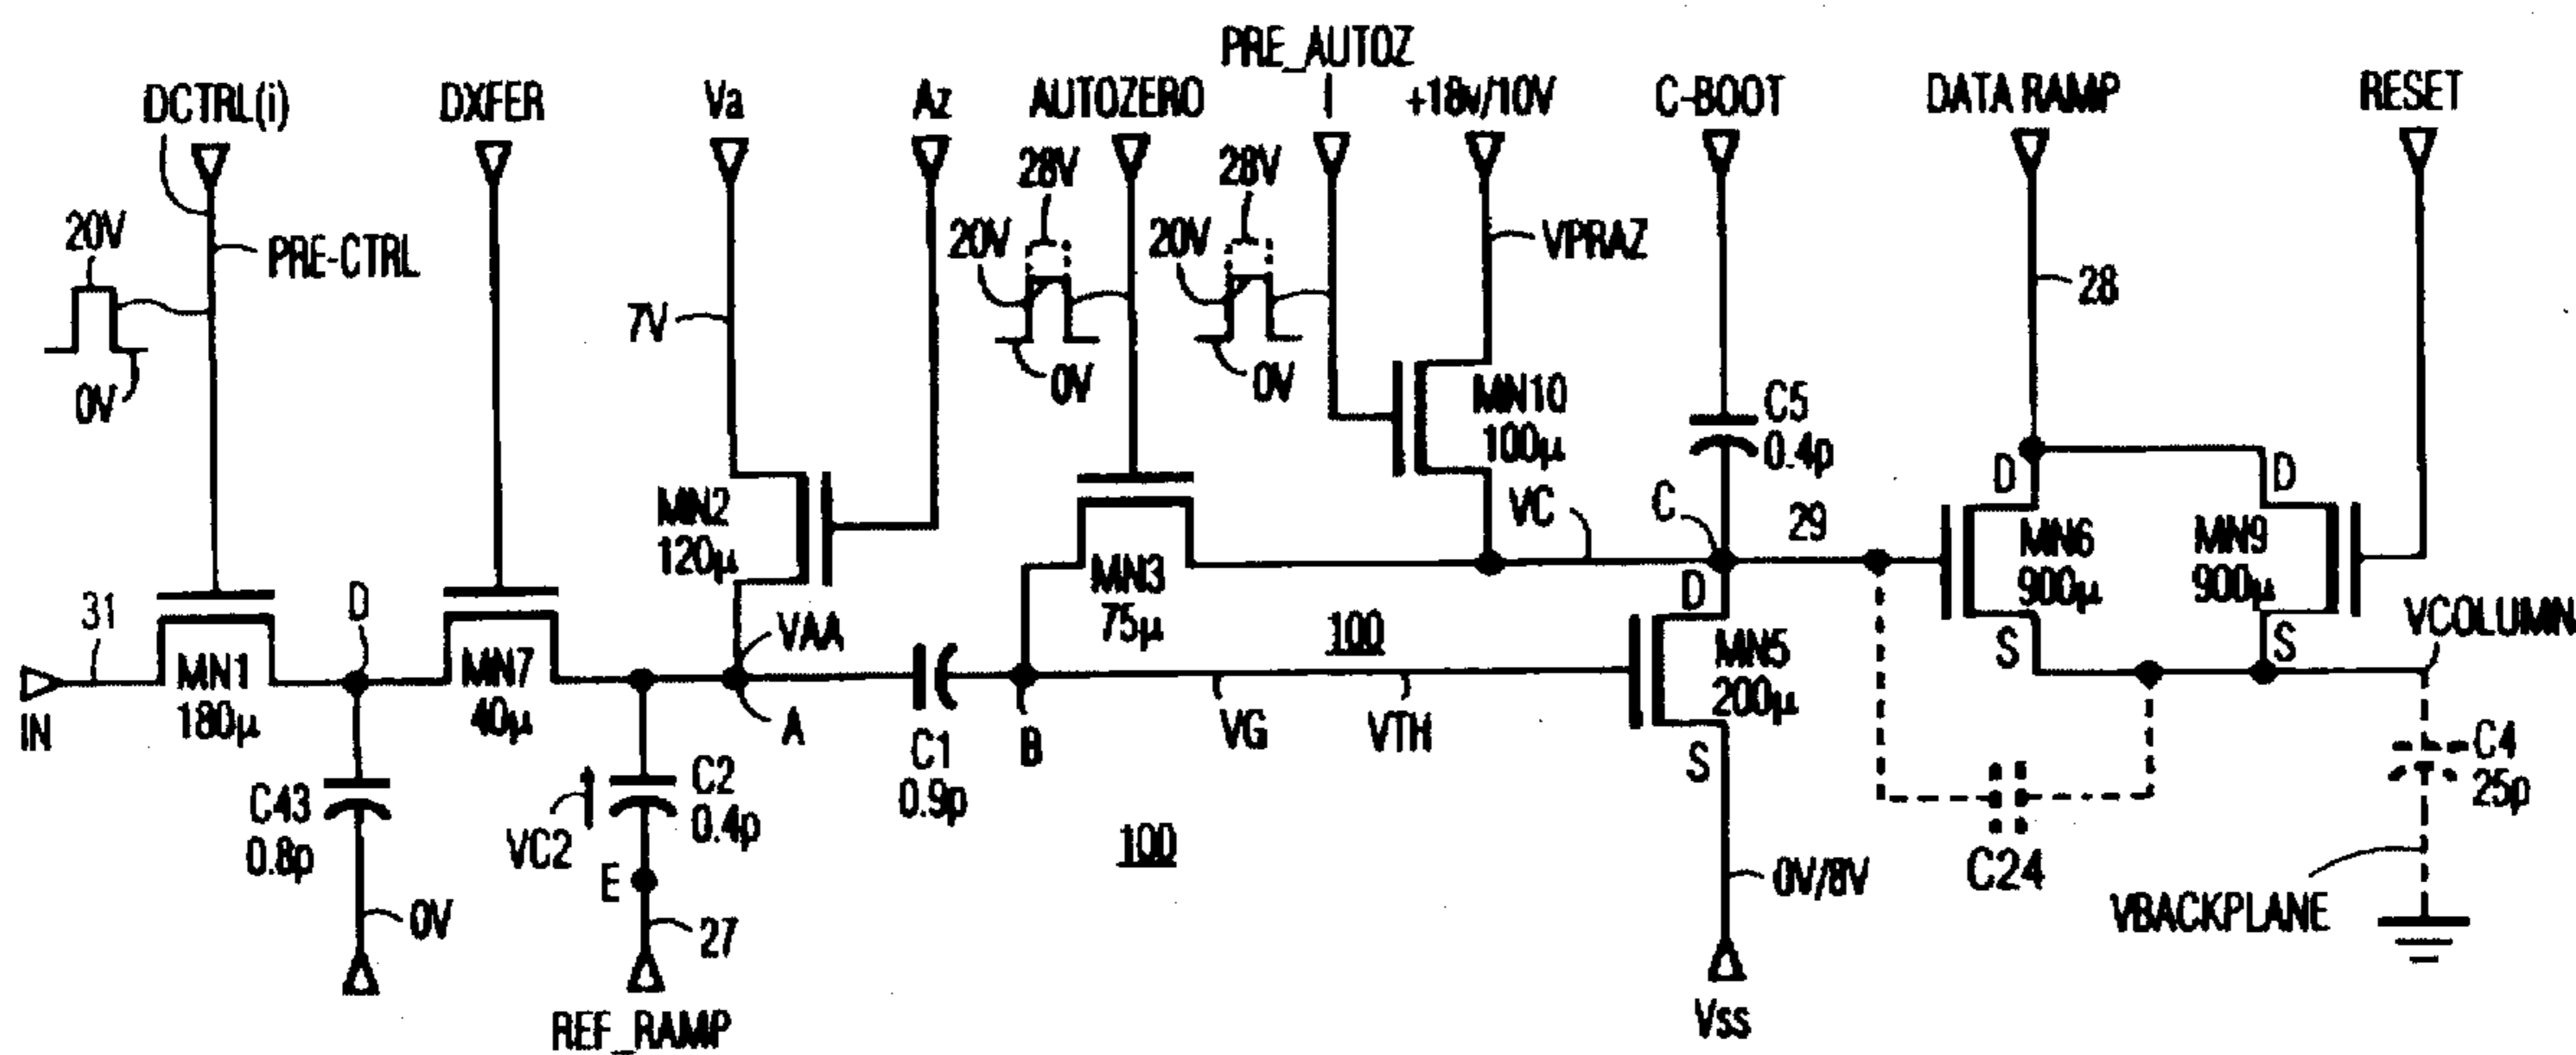 PRE_AUTOZ
DCTRL(i)
DXFER
Va
Az
AUTOZERO
+18v/10V
C-BOOT
DATA RAMP
RESET
28V
28V
20V
PRE-CTRL
20V
20V
VPRAZ
7V
28
0V
0V
0V
MN10
100μ
C5
0.4p
MN2
120μ
VC
C
29
D
D
MN6
900μ
MN9
900μ
31
D
MN3
75μ
D
VCOLUMN
VAA
100
S
S
IN
MN1
180μ
MN7
40μ
A
C1
0.9p
B
VG
VTH
MN5
200μ
S
C43
0.8p
VC2
C2
0.4p
C4
25p
100
E
0V
27
0V/8V
C24
VBACKPLANE
REF_RAMP
Vss